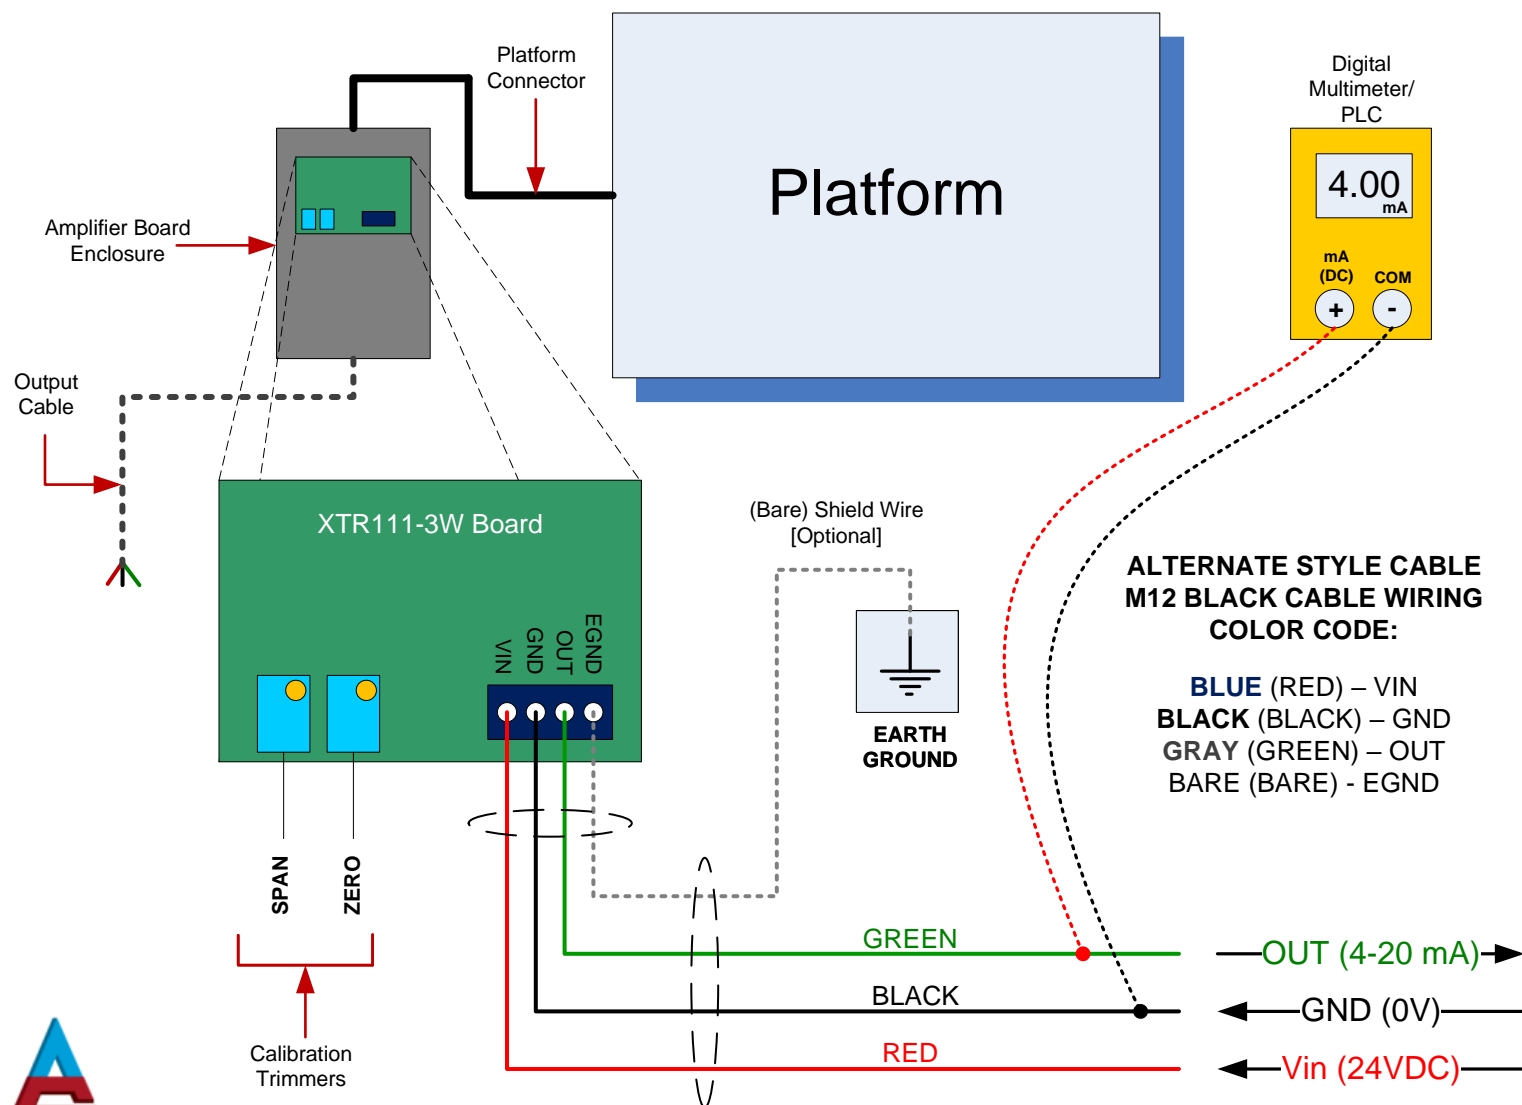 Platform
Connector
Platform
Digital
Multimeter/
PLC
4.00
mA
mA
(DC)
COM
+
-
Amplifier Board
Enclosure
Output
Cable
XTR111-3W Board
VIN
GND
OUT
EGND
(Bare) Shield Wire
[Optional]
EARTH
GROUND
ALTERNATE STYLE CABLE
M12 BLACK CABLE WIRING
COLOR CODE:
BLUE (RED) – VIN
BLACK (BLACK) – GND
GRAY (GREEN) – OUT
BARE (BARE) - EGND
SPAN
ZERO
Calibration
Trimmers
GREEN
OUT (4-20 mA)
BLACK
GND (0V)
RED
Vin (24VDC)